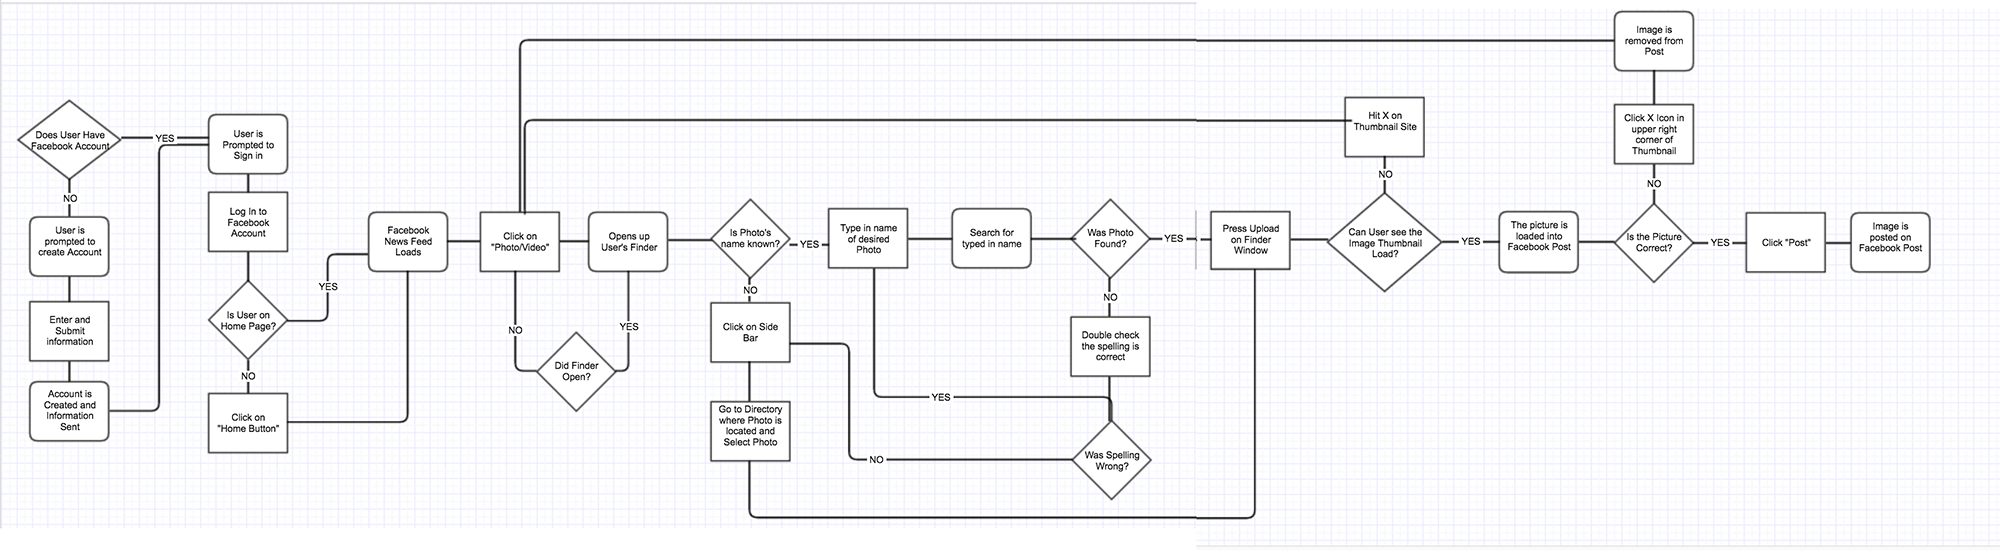 Does User Have
Facebook Account
YES
NO
User is
prompted to
create Account
Enter and
Submit
information
Account is
Created and
Information
Sent
User is
Prompted to
Sign in
Log In to
Facebook
Account
Is User on
Home Page?
YES
NO
Click on
"Home Button"
Facebook
News Feed
Loads
Click on
"Photo/Video"
NO
Did Finder
Open?
YES
Opens up
User's Finder
Is Photo's
name known?
YES
NO
Click on Side
Bar
Go to Directory
where Photo is
located and
Select Photo
Type in name
of desired
Photo
Search for
typed in name
Was Photo
Found?
YES
NO
Double check
the spelling is
correct
YES
Was Spelling
Wrong?
NO
Press Upload
on Finder
Window
Can User see the
Image Thumbnail
Load?
NO
Hit X on
Thumbnail Site
YES
The picture is
loaded into
Facebook Post
Is the Picture
Correct?
NO
Click X Icon in
upper right
corner of
Thumbnail
Image is
removed from
Post
YES
Click "Post"
Image is
posted on
Facebook Post